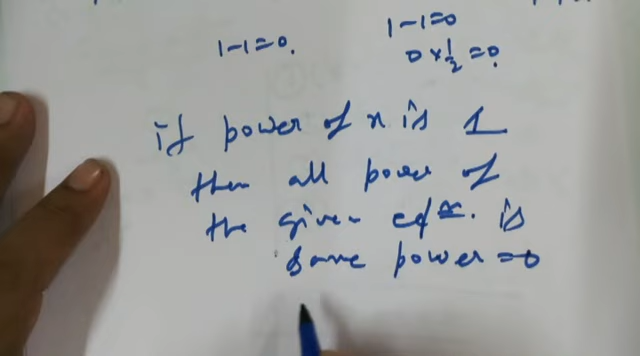 1-1=0.
1-1=0
0×1/2=0.
if power of x is 1
then all power of
the given eqn. is
same power=0